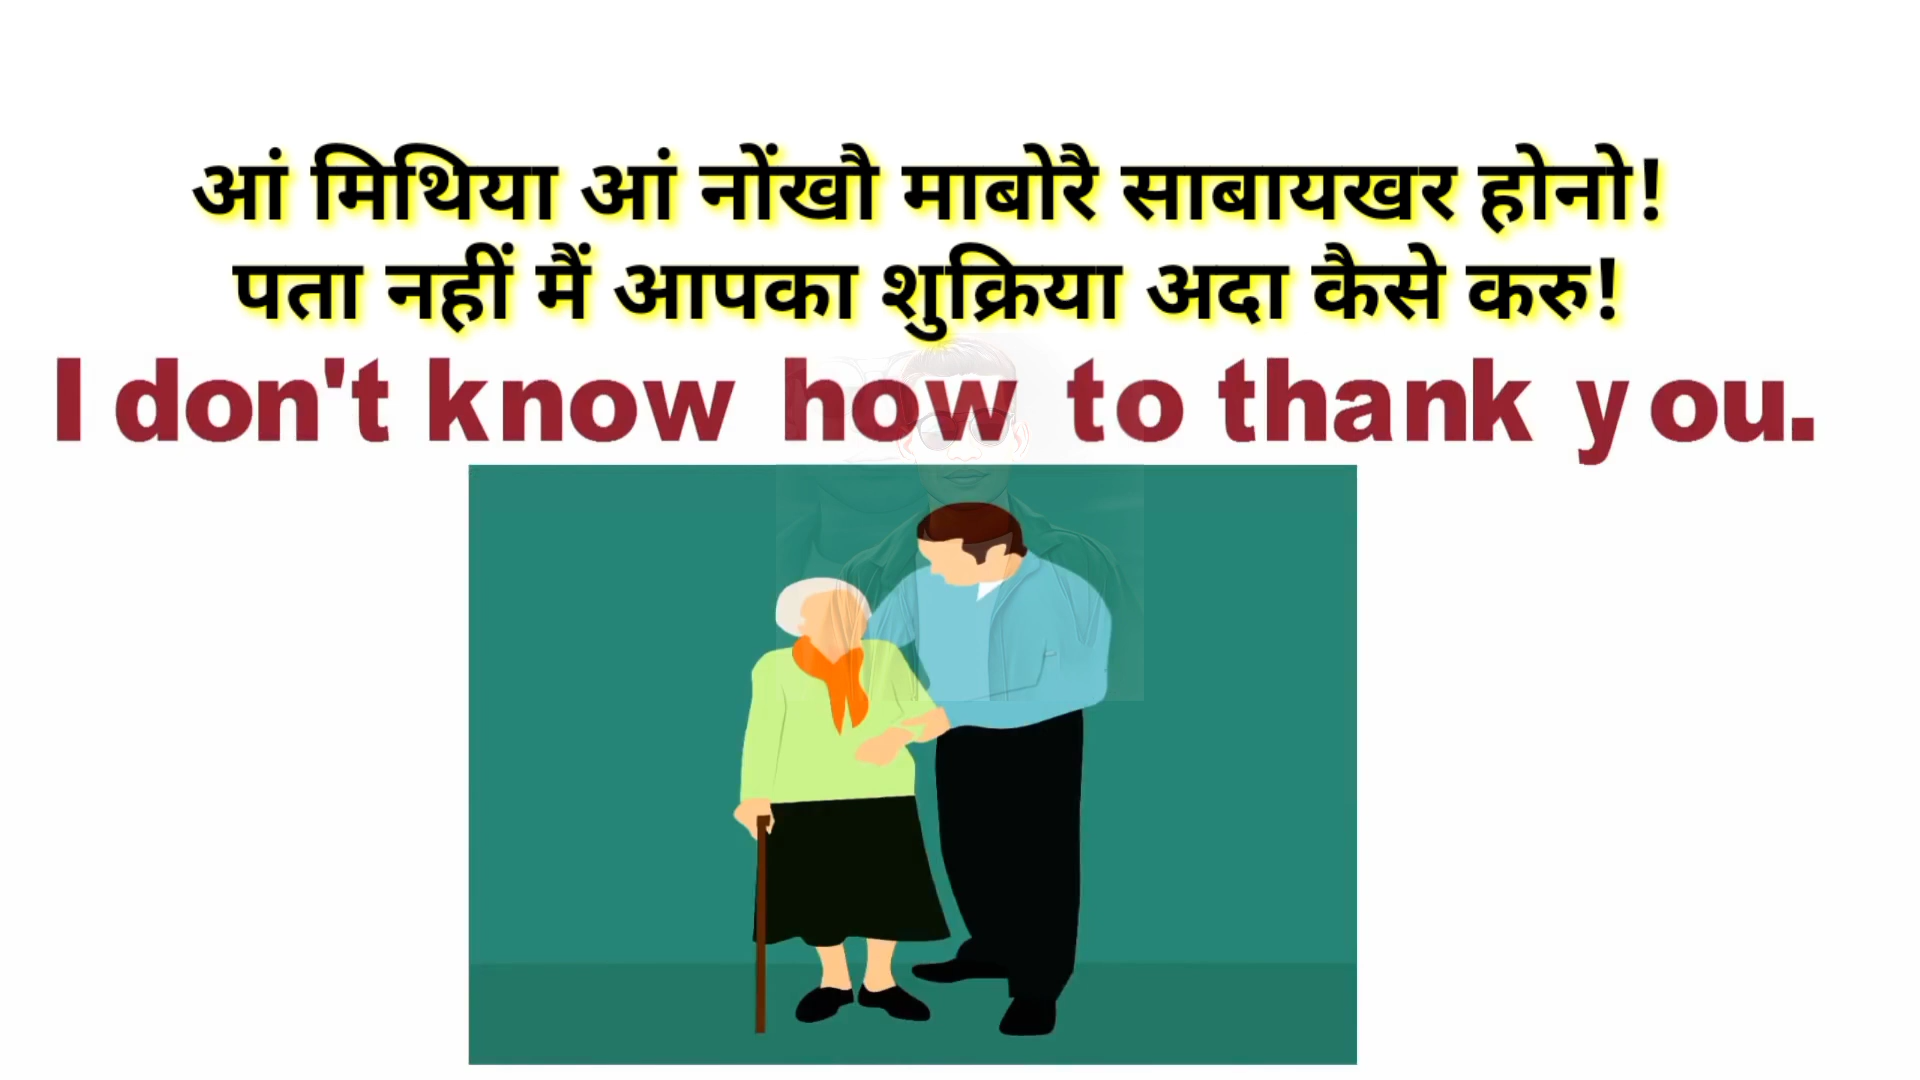 आं मिथिया आं नोंखौ माबोरै साबायखर होनो!
पता नहीं मैं आपका शुक्रिया अदा कैसे करु!
I don't know how to thank you.